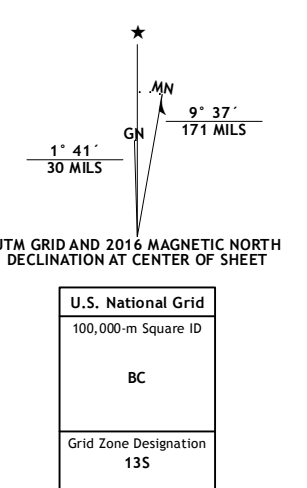 ★
MN
GN
9° 37´
171 MILS
1° 41´
30 MILS
UTM GRID AND 2016 MAGNETIC NORTH
DECLINATION AT CENTER OF SHEET
U.S. National Grid
100,000-m Square ID
BC
Grid Zone Designation
13S